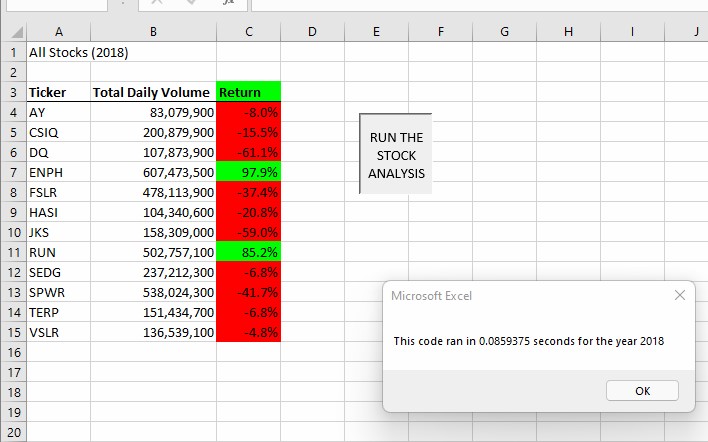 fx
A B C D E F G H I J
1 All Stocks (2018)
2
3 Ticker Total Daily Volume Return
4 AY 83,079,900 -8.0%
5 CSIQ 200,879,900 -15.5%
6 DQ 107,873,900 -61.1%
7 ENPH 607,473,500 97.9%
8 FSLR 478,113,900 -37.4%
9 HASI 104,340,600 -20.8%
10 JKS 158,309,000 -59.0%
11 RUN 502,757,100 85.2%
12 SEDG 237,212,300 -6.8%
13 SPWR 538,024,300 -41.7%
14 TERP 151,434,700 -6.8%
15 VSLR 136,539,100 -4.8%
16
17
18
19
20
RUN THE
STOCK
ANALYSIS
Microsoft Excel
This code ran in 0.0859375 seconds for the year 2018
OK